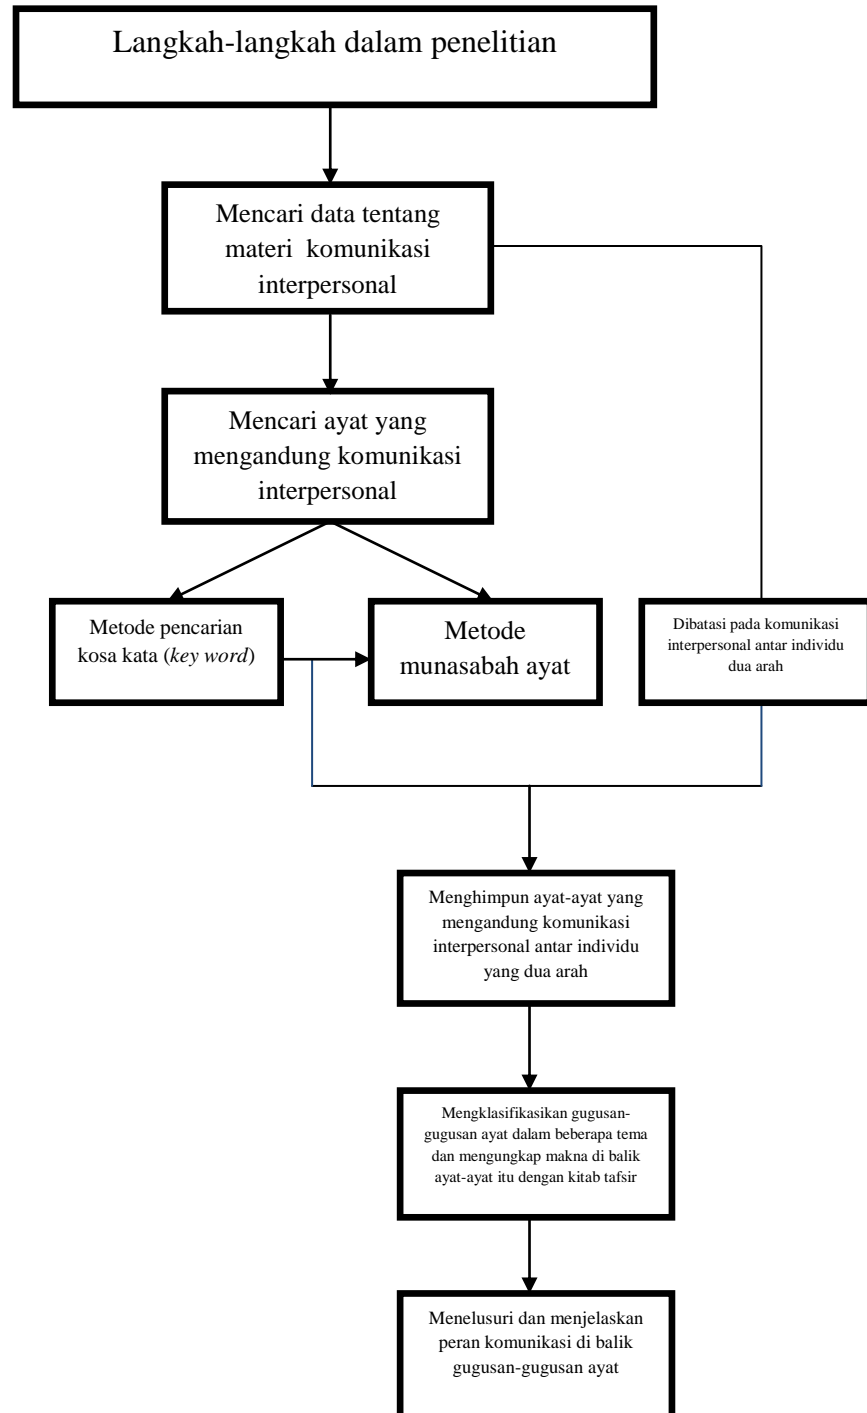 Langkah-langkah dalam penelitian
Mencari data tentang
materi komunikasi
interpersonal
Mencari ayat yang
mengandung komunikasi
interpersonal
Metode pencarian
kosa kata (key word)
Metode
munasabah ayat
Dibatasi pada komunikasi
interpersonal antar individu
dua arah
Menghimpun ayat-ayat yang
mengandung komunikasi
interpersonal antar individu
yang dua arah
Mengklasifikasikan gugusan-
gugusan ayat dalam beberapa tema
dan mengungkap makna di balik
ayat-ayat itu dengan kitab tafsir
Menelusuri dan menjelaskan
peran komunikasi di balik
gugusan-gugusan ayat